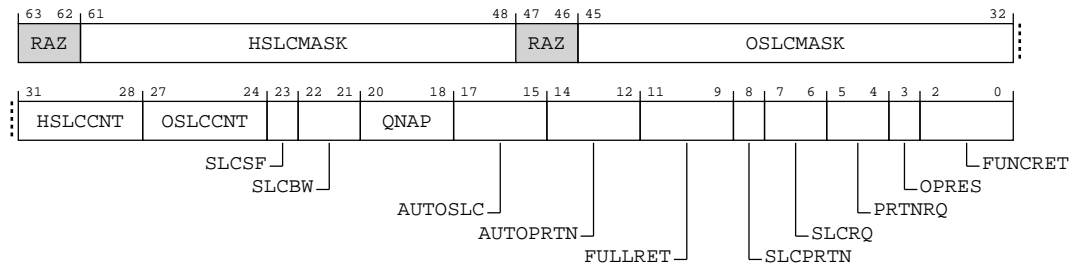 63 62 61 48 47 46 45 32
RAZ HSLCMASK RAZ OSLCMASK
31 28 27 24 23 22 21 20 18 17 15 14 12 11 9 8 7 6 5 4 3 2 0
HSLCCNT OSLCCNT QNAP
SLCSF FUNCRET
SLCBW OPRES
AUTOSLC PRTNRQ
AUTOPRTN SLCRQ
FULLRET SLCPRTN